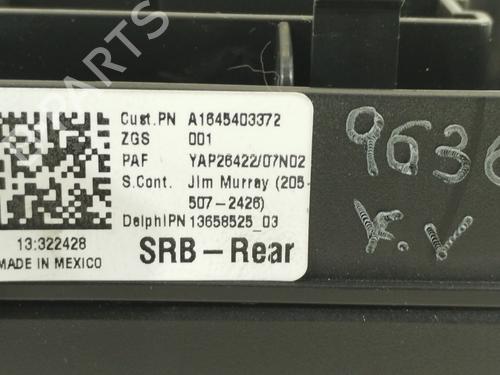 Cust.PN A1645403372
ZGS 001
PAF YAP26422/07N02
S.Cont. Jim Murray (205-
507-2426)
DelphiPN 13658525_03
SRB-Rear
13:322428
MADE IN MEXICO
9636
K.V
PARTS